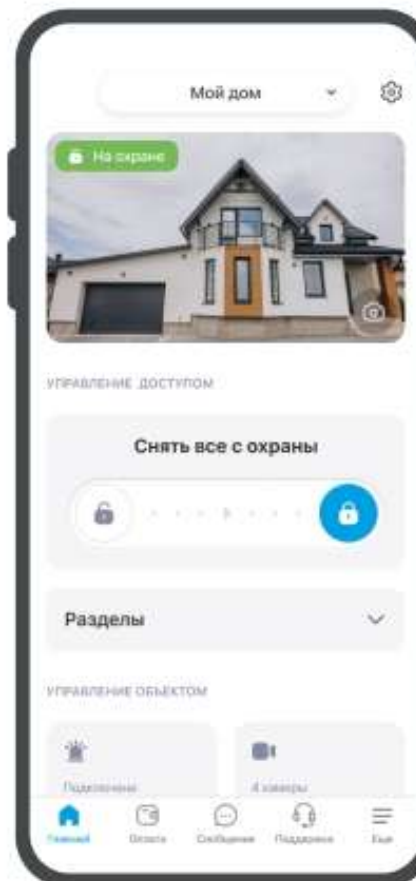 Мой дом
На охране
УПРАВЛЕНИЕ ДОСТУПОМ
Снять все с охраны
Разделы
УПРАВЛЕНИЕ ОБЪЕКТОМ
Подключена
4 камеры
Главная
Оплата
Сообщения
Поддержка
Еще